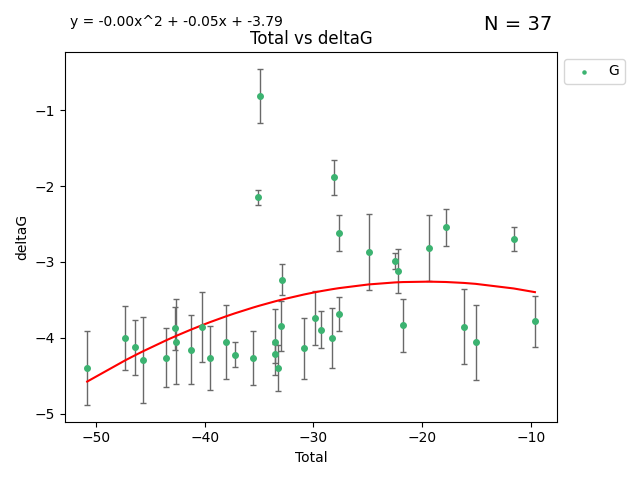 y = -0.00x^2 + -0.05x + -3.79
N = 37
Total vs deltaG
G
deltaG
−1
−2
−3
−4
−5
−50
−40
−30
−20
−10
Total